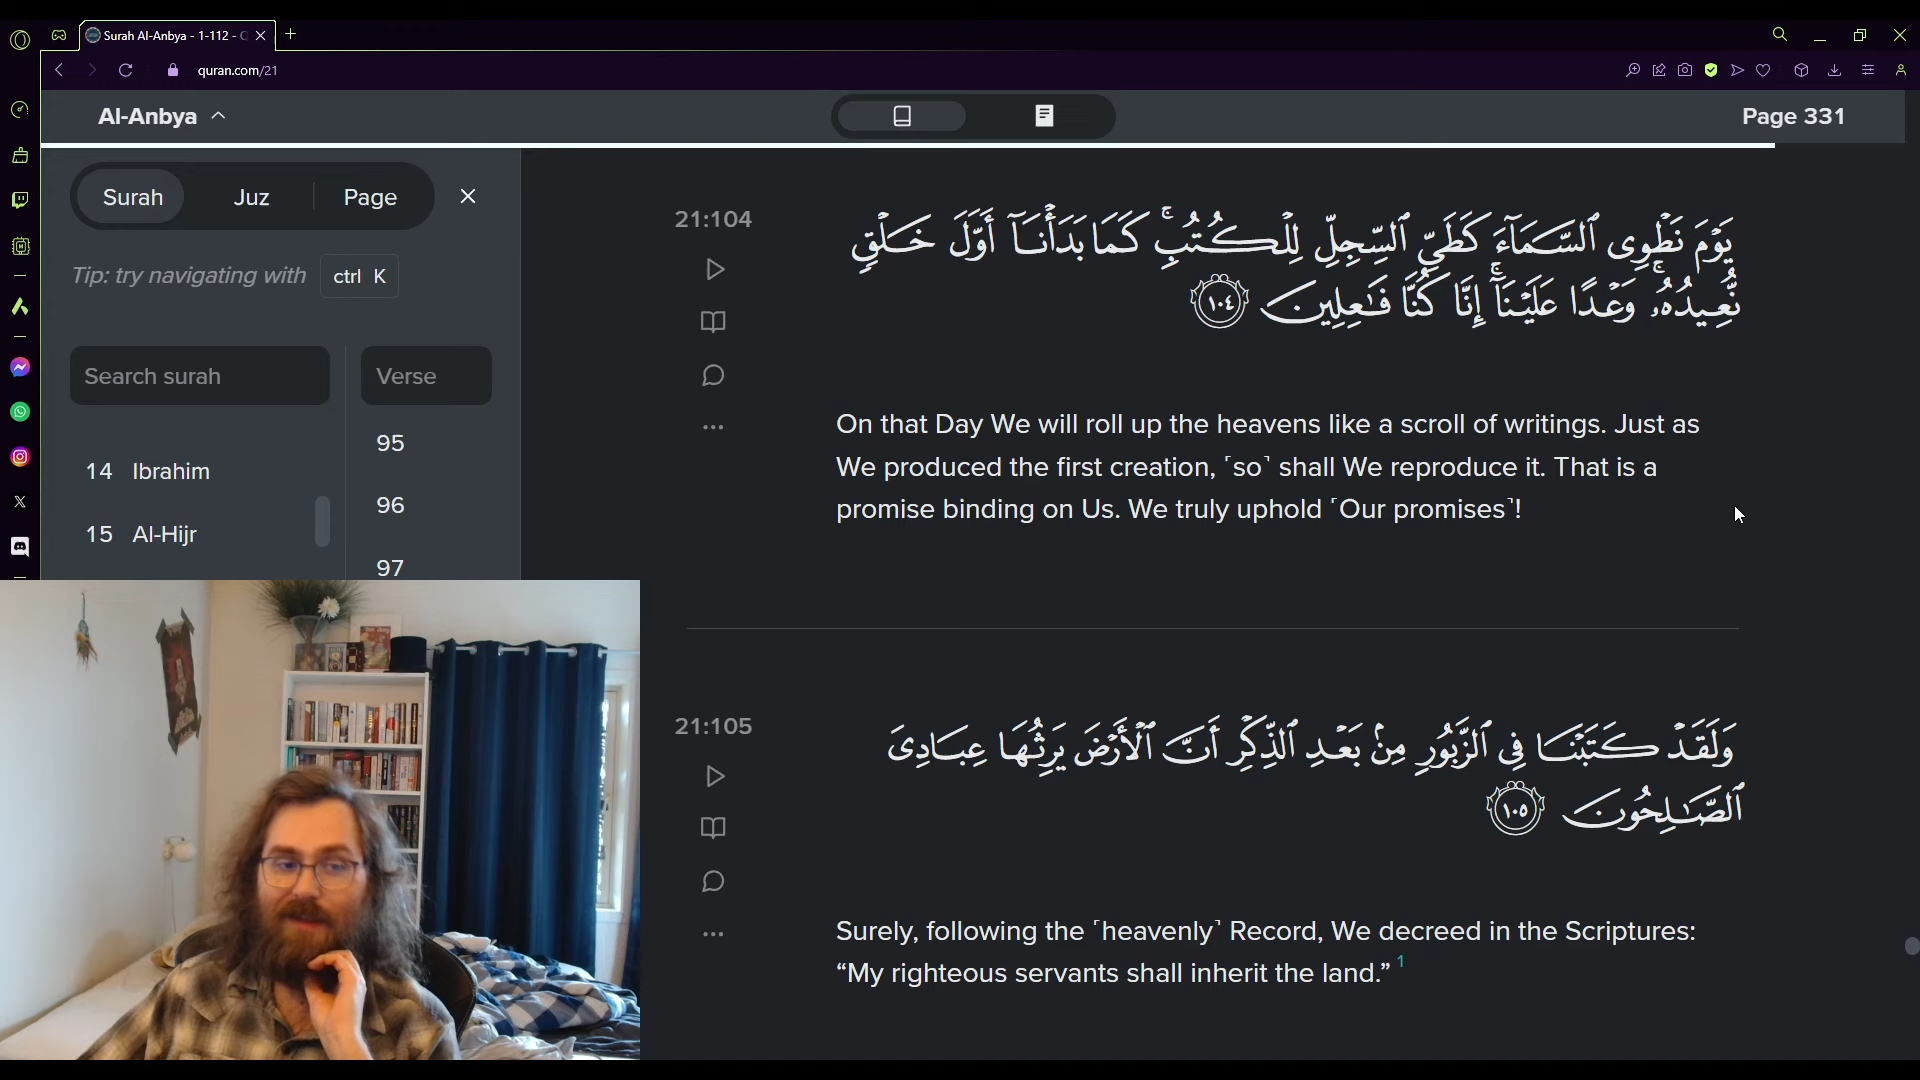 Surah Al-Anbya - 1-112 -
quran.com/21
Al-Anbya
Page 331
Surah Juz Page
Tip: try navigating with ctrl K
Search surah
Verse
14 Ibrahim
15 Al-Hijr
95
96
97
21:104
يَوْمَ نَطْوِى ٱلسَّمَآءَ كَطَىِّ ٱلسِّجِلِّ لِلْكُتُبِ ۚ كَمَا بَدَأْنَآ أَوَّلَ خَلْقٍ
نُّعِيدُهُۥ ۚ وَعْدًا عَلَيْنَآ ۚ إِنَّا كُنَّا فَـٰعِلِينَ ١٠٤
On that Day We will roll up the heavens like a scroll of writings. Just as
We produced the first creation, ˹so˺ shall We reproduce it. That is a
promise binding on Us. We truly uphold ˹Our promises˺!
21:105
وَلَقَدْ كَتَبْنَا فِى ٱلزَّبُورِ مِنۢ بَعْدِ ٱلذِّكْرِ أَنَّ ٱلْأَرْضَ يَرِثُهَا عِبَادِىَ
ٱلصَّـٰلِحُونَ ١٠٥
Surely, following the ˹heavenly˺ Record, We decreed in the Scriptures:
“My righteous servants shall inherit the land.” 1